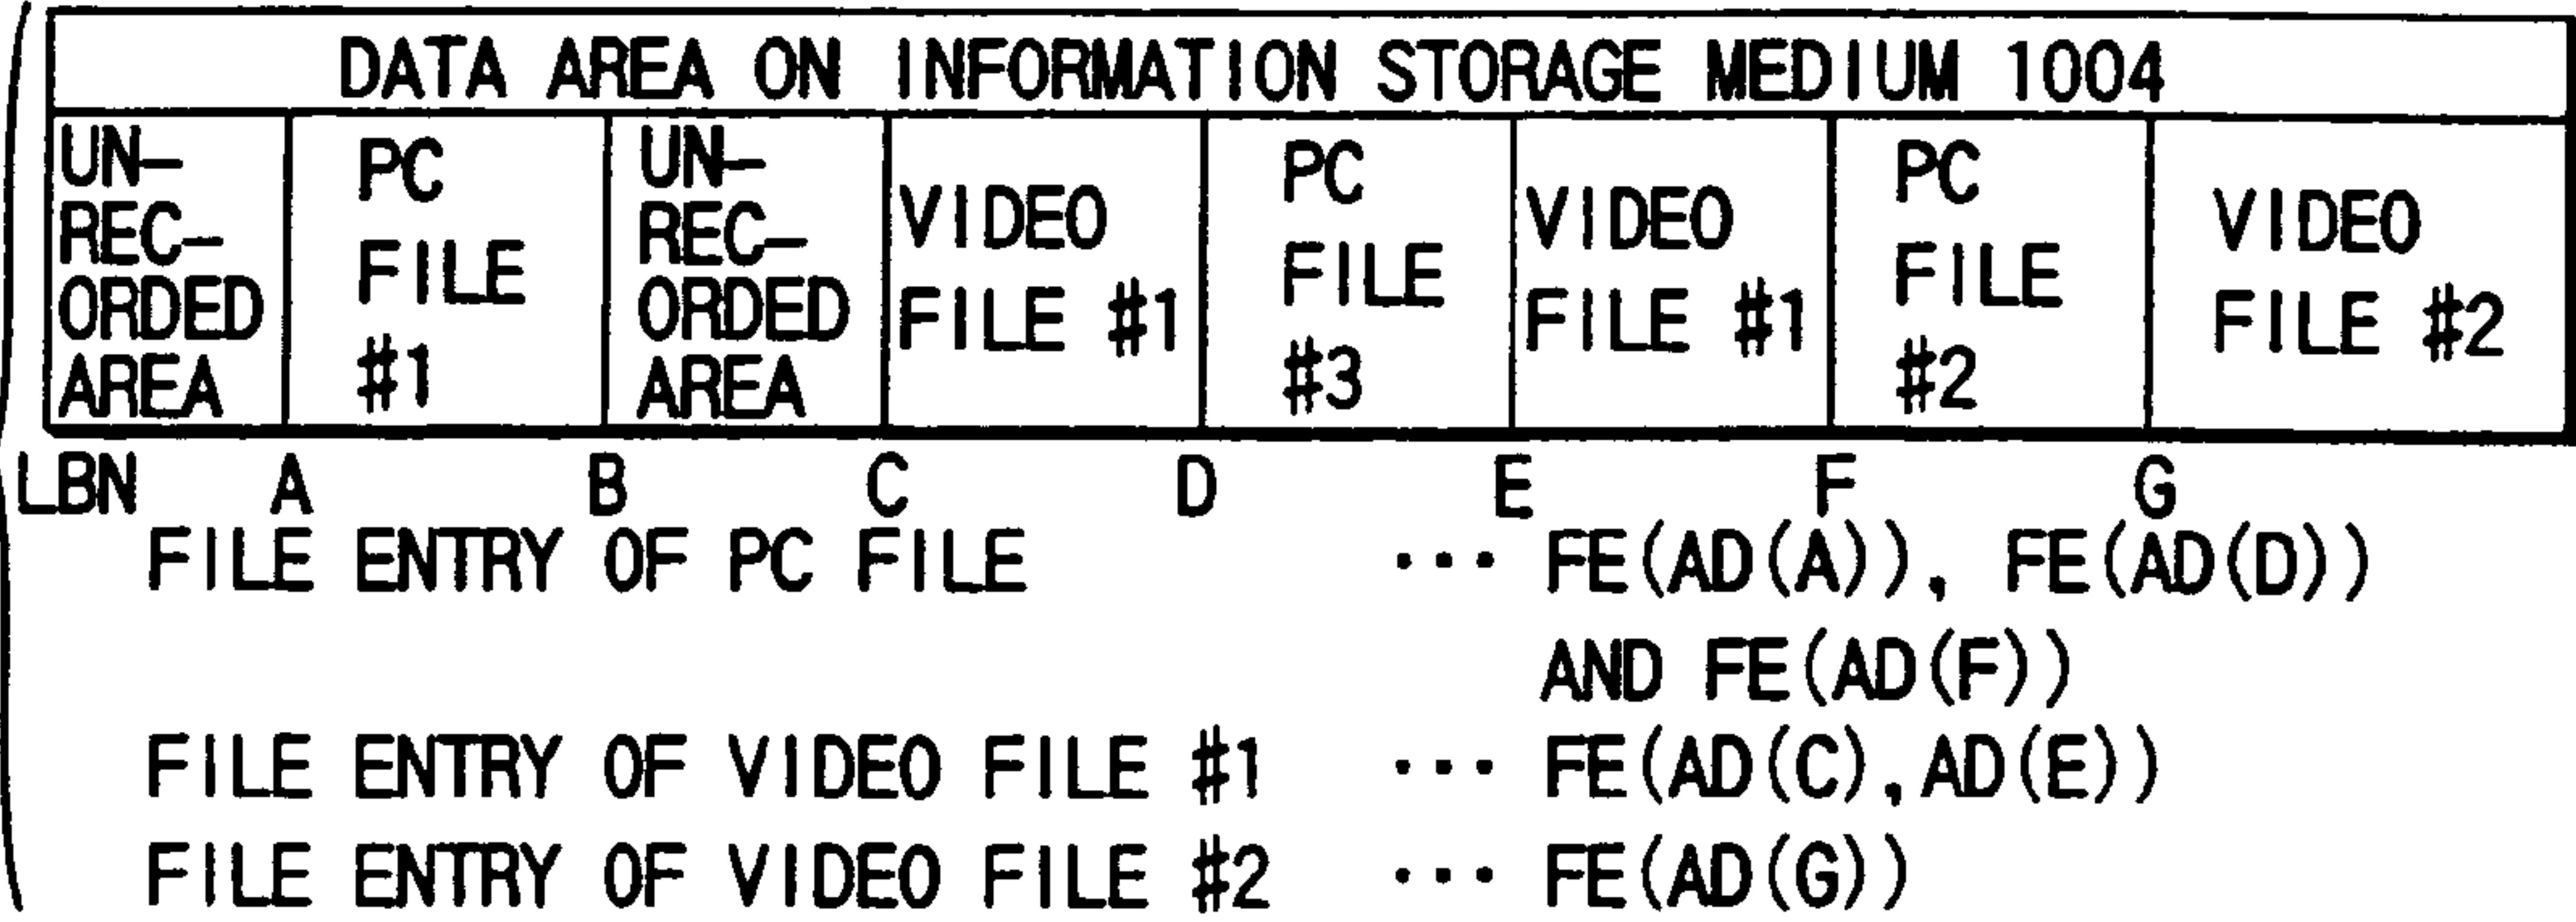 DATA AREA ON INFORMATION STORAGE MEDIUM 1004
UN-
REC-
ORDED
AREA
PC
FILE
#1
UN-
REC-
ORDED
AREA
VIDEO
FILE #1
PC
FILE
#3
VIDEO
FILE #1
PC
FILE
#2
VIDEO
FILE #2
LBN A B C D E F G
FILE ENTRY OF PC FILE ··· FE(AD(A)), FE(AD(D))
AND FE(AD(F))
FILE ENTRY OF VIDEO FILE #1 ··· FE(AD(C),AD(E))
FILE ENTRY OF VIDEO FILE #2 ··· FE(AD(G))